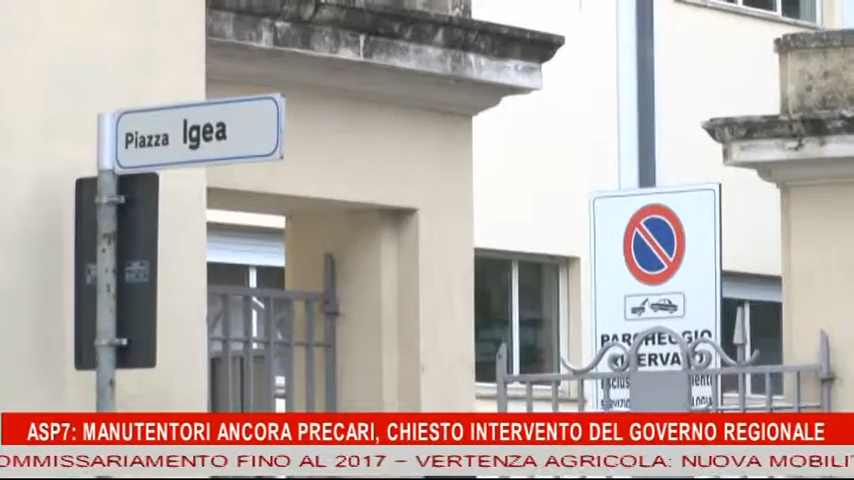 Piazza Igea
PARCHEGGIO
RISERVATO
ASP7: MANUTENTORI ANCORA PRECARI, CHIESTO INTERVENTO DEL GOVERNO REGIONALE
OMMISSARIAMENTO FINO AL 2017 – VERTENZA AGRICOLA: NUOVA MOBILIT